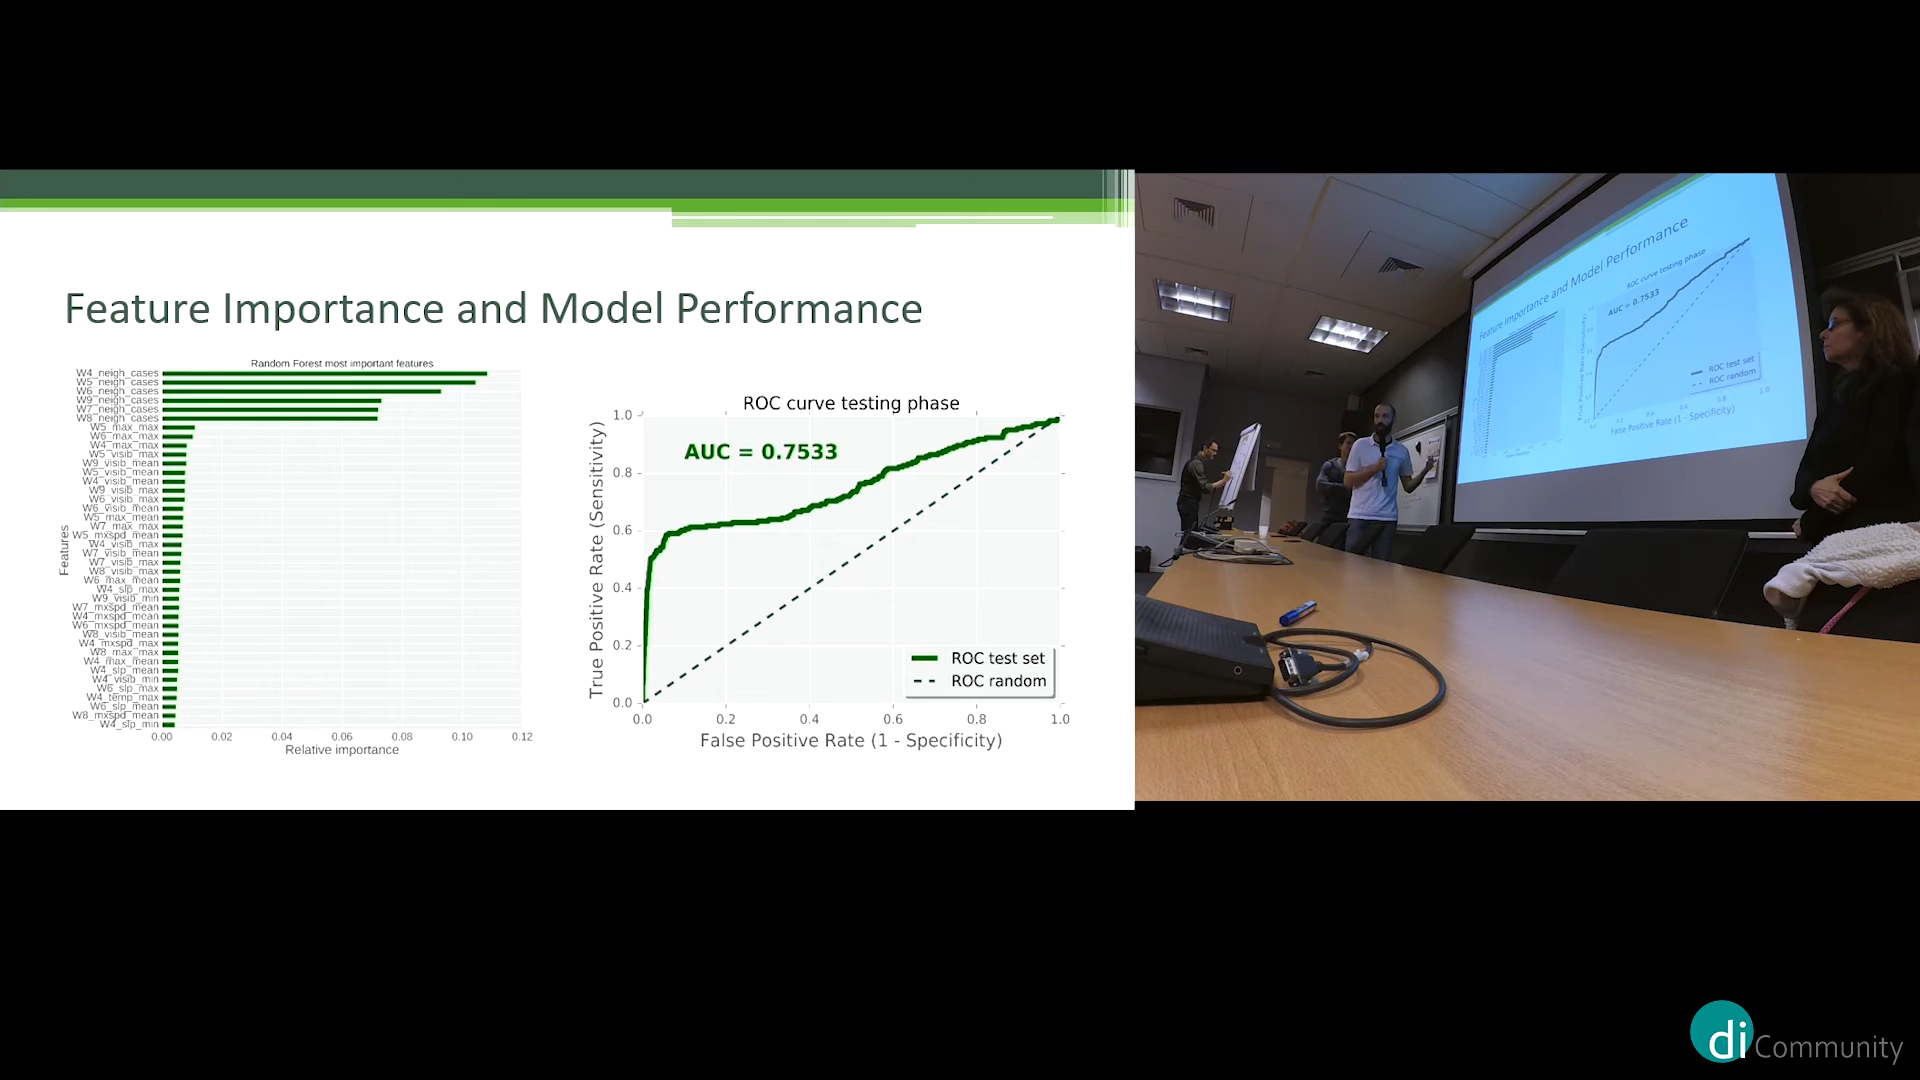 Feature Importance and Model Performance
Random Forest most important features
W4_neigh_cases
W5_neigh_cases
W6_neigh_cases
W9_neigh_cases
W7_neigh_cases
W8_neigh_cases
W5_max_max
W6_max_max
W4_max_max
W5_visib_max
W9_visib_mean
W5_visib_mean
W4_visib_mean
W9_visib_max
W6_visib_max
W6_visib_mean
W5_max_mean
W7_max_max
W5_mxspd_mean
W4_visib_max
W7_visib_mean
W7_visib_max
W8_visib_max
W6_max_mean
W4_slp_max
W9_visib_min
W7_mxspd_mean
W4_mxspd_mean
W6_mxspd_mean
W8_visib_mean
W4_mxspd_max
W8_max_max
W4_max_mean
W4_slp_mean
W4_visib_min
W6_slp_max
W4_temp_max
W6_slp_mean
W8_mxspd_mean
W4_slp_min
Features
0.00 0.02 0.04 0.06 0.08 0.10 0.12
Relative importance
ROC curve testing phase
AUC = 0.7533
True Positive Rate (Sensitivity)
1.0
0.8
0.6
0.4
0.2
0.0
ROC test set
ROC random
0.0 0.2 0.4 0.6 0.8 1.0
False Positive Rate (1 - Specificity)
Feature Importance and Model Performance
ROC curve testing phase
AUC = 0.7533
ROC test set
ROC random
False Positive Rate (1 - Specificity)
di Community